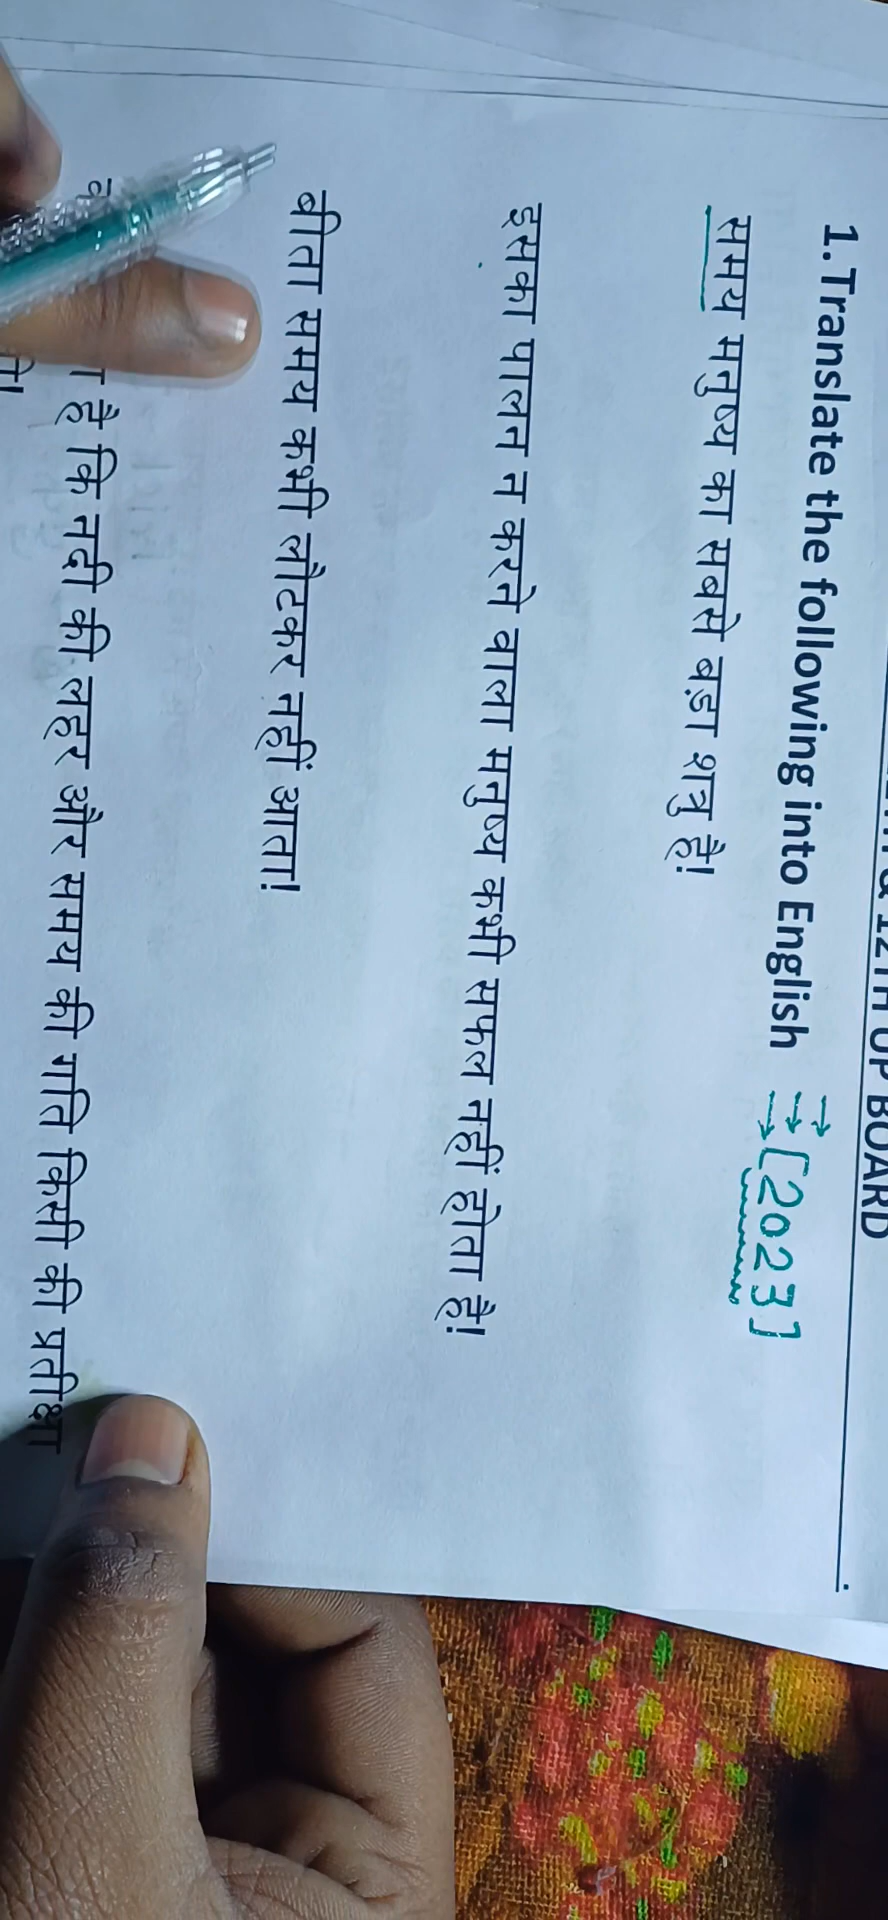 12TH UP BOARD
1. Translate the following into English →→→ [2023]
समय मनुष्य का सबसे बड़ा शत्रु है!
इसका पालन न करने वाला मनुष्य कभी सफल नहीं होता है!
बीता समय कभी लौटकर नहीं आता!
है कि नदी की लहर और समय की गति किसी की प्रतीक्षा